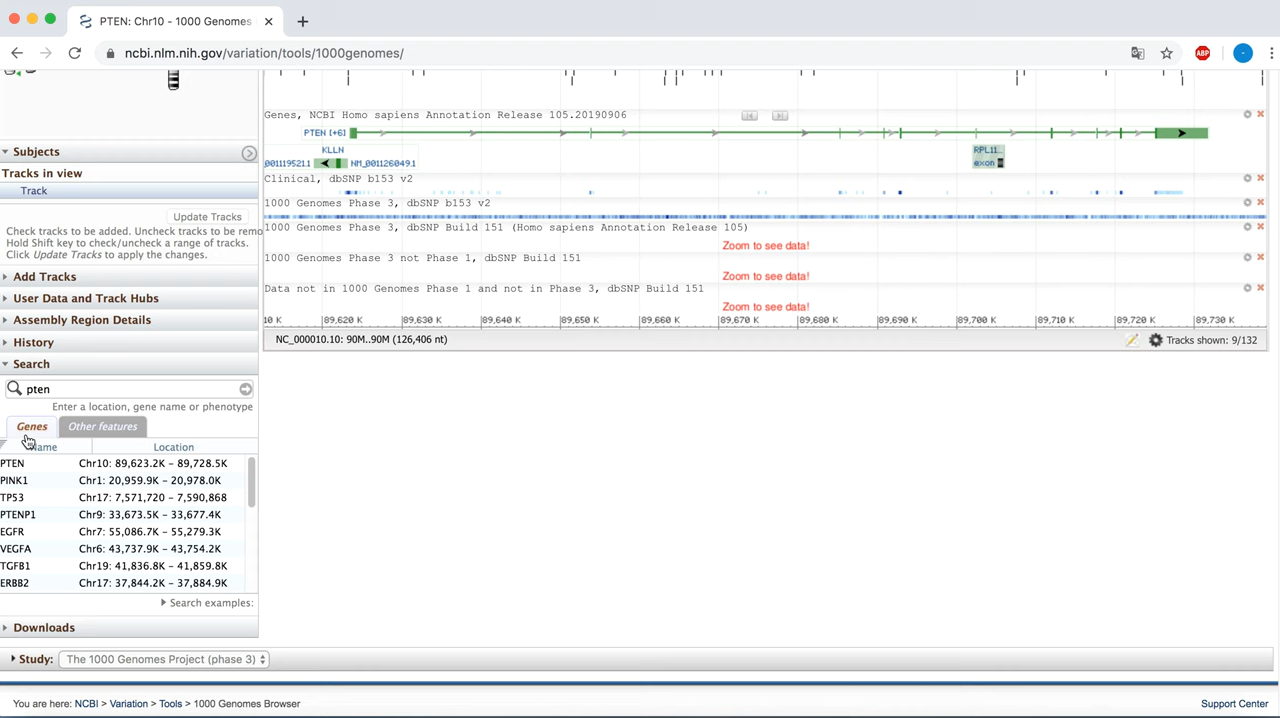 PTEN: Chr10 - 1000 Genomes
ncbi.nlm.nih.gov/variation/tools/1000genomes/
ABP
Subjects
Tracks in view
Track
Update Tracks
Check tracks to be added. Uncheck tracks to be remo
Hold Shift key to check/uncheck a range of tracks.
Click Update Tracks to apply the changes.
Add Tracks
User Data and Track Hubs
Assembly Region Details
History
Search
pten
Enter a location, gene name or phenotype
Genes Other features
Name Location
PTEN Chr10: 89,623.2K – 89,728.5K
PINK1 Chr1: 20,959.9K – 20,978.0K
TP53 Chr17: 7,571,720 – 7,590,868
PTENP1 Chr9: 33,673.5K – 33,677.4K
EGFR Chr7: 55,086.7K – 55,279.3K
VEGFA Chr6: 43,737.9K – 43,754.2K
TGFB1 Chr19: 41,836.8K – 41,859.8K
ERBB2 Chr17: 37,844.2K – 37,884.9K
Search examples:
Downloads
Genes, NCBI Homo sapiens Annotation Release 105.20190906
PTEN [+6]
KLLN
_001119521.1 NM_001126049.1
RPL11...
exon
Clinical, dbSNP b153 v2
1000 Genomes Phase 3, dbSNP b153 v2
1000 Genomes Phase 3, dbSNP Build 151 (Homo sapiens Annotation Release 105)
Zoom to see data!
1000 Genomes Phase 3 not Phase 1, dbSNP Build 151
Zoom to see data!
Data not in 1000 Genomes Phase 1 and not in Phase 3, dbSNP Build 151
Zoom to see data!
10 K 89,620 K 89,630 K 89,640 K 89,650 K 89,660 K 89,670 K 89,680 K 89,690 K 89,700 K 89,710 K 89,720 K 89,730 K
NC_000010.10: 90M..90M (126,406 nt) Tracks shown: 9/132
Study: The 1000 Genomes Project (phase 3)
You are here: NCBI > Variation > Tools > 1000 Genomes Browser
Support Center